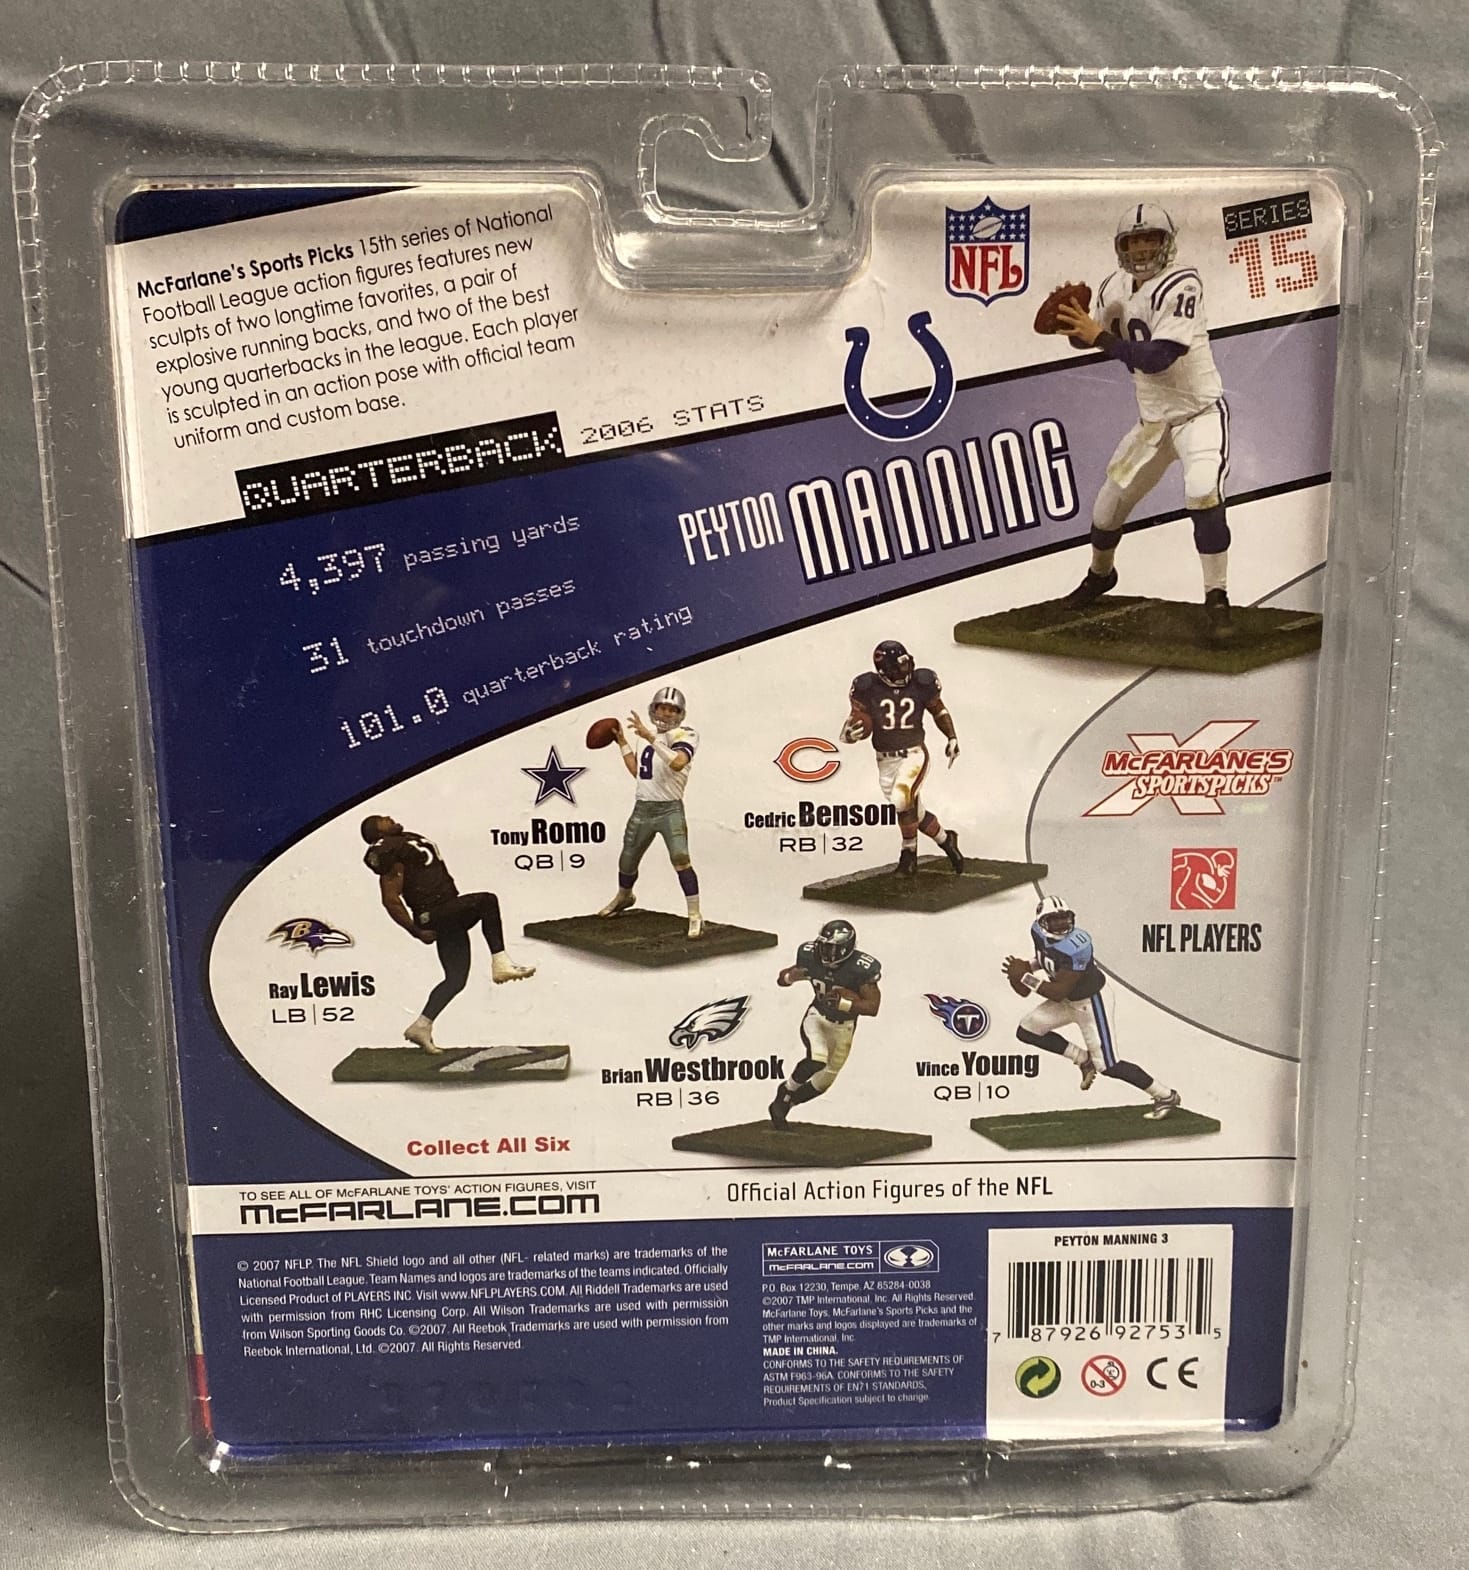 McFarlane's Sports Picks 15th series of National
Football League action figures features new
sculpts of two longtime favorites, a pair of
explosive running backs, and two of the best
young quarterbacks in the league. Each player
is sculpted in an action pose with official team
uniform and custom base.
NFL
SERIES
15
18
18
QUARTERBACK 2006 STATS
PEYTON MANNING
4,397 passing yards
31 touchdown passes
101.0 quarterback rating
9
Tony Romo
QB|9
32
Cedric Benson
RB|32
McFARLANE'S
SPORTSPICKS™
NFL PLAYERS
B
Ray Lewis
LB|52
36
Brian Westbrook
RB|36
10
T
Vince Young
QB|10
Collect All Six
TO SEE ALL OF McFARLANE TOYS' ACTION FIGURES, VISIT
McFARLANE.COM
Official Action Figures of the NFL
© 2007 NFLP. The NFL Shield logo and all other (NFL- related marks) are trademarks of the
National Football League. Team Names and logos are trademarks of the teams indicated. Officially
Licensed Product of PLAYERS INC. Visit www.NFLPLAYERS.COM. All Riddell Trademarks are used
with permission from RHC Licensing Corp. All Wilson Trademarks are used with permission
from Wilson Sporting Goods Co. ©2007. All Reebok Trademarks are used with permission from
Reebok International, Ltd. ©2007. All Rights Reserved.
McFARLANE TOYS
McFARLANE.COM
P.O. Box 12230, Tempe, AZ 85284-0038
©2007 TMP International, Inc. All Rights Reserved.
McFarlane Toys, McFarlane's Sports Picks and the
other marks and logos displayed are trademarks of
TMP International, Inc.
MADE IN CHINA.
CONFORMS TO THE SAFETY REQUIREMENTS OF
ASTM F963-96A. CONFORMS TO THE SAFETY
REQUIREMENTS OF EN71 STANDARDS.
Product Specification subject to change.
PEYTON MANNING 3
7 87926 92753 5
0-3
CE